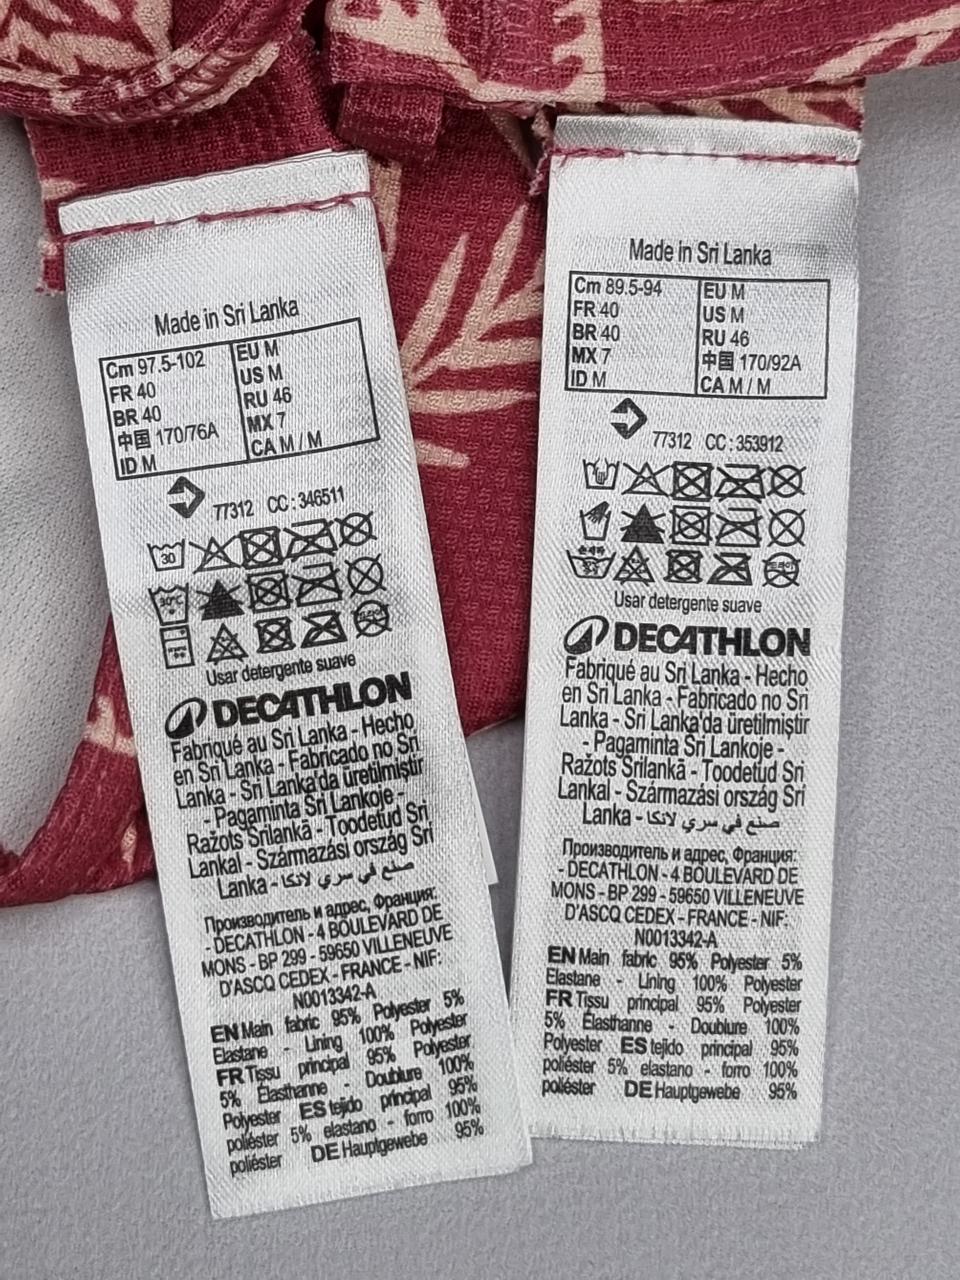 Made in Sri Lanka
Cm 97.5-102
FR 40
BR 40
中国 170/76A
ID M
EU M
US M
RU 46
MX 7
CA M / M
77312 CC : 346511
30
30°C
Usar detergente suave
DECATHLON
Fabriqué au Sri Lanka - Hecho
en Sri Lanka - Fabricado no Sri
Lanka - Sri Lanka'da üretilmiştir
- Pagaminta Šri Lankoje -
Ražots Šrilankā - Toodetud Sri
Lankal - Származási ország Srí
Lanka - صنع في سري لانكا
Производитель и адрес, Франция:
- DECATHLON - 4 BOULEVARD DE
MONS - BP 299 - 59650 VILLENEUVE
D'ASCQ CEDEX - FRANCE - NIF:
N0013342-A
EN Main fabric 95% Polyester 5%
Elastane - Lining 100% Polyester
FR Tissu principal 95% Polyester
5% Élasthanne - Doublure 100%
Polyester ES tejido principal 95%
poliéster 5% elastano - forro 100%
poliéster DE Hauptgewebe 95%
Made in Sri Lanka
Cm 89.5-94
FR 40
BR 40
MX 7
ID M
EU M
US M
RU 46
中国 170/92A
CA M / M
77312 CC : 353912
Usar detergente suave
DECATHLON
Fabriqué au Sri Lanka - Hecho
en Sri Lanka - Fabricado no Sri
Lanka - Sri Lanka'da üretilmiştir
- Pagaminta Šri Lankoje -
Ražots Šrilankā - Toodetud Sri
Lankal - Származási ország Srí
Lanka - صنع في سري لانكا
Производитель и адрес, Франция:
- DECATHLON - 4 BOULEVARD DE
MONS - BP 299 - 59650 VILLENEUVE
D'ASCQ CEDEX - FRANCE - NIF:
N0013342-A
EN Main fabric 95% Polyester 5%
Elastane - Lining 100% Polyester
FR Tissu principal 95% Polyester
5% Élasthanne - Doublure 100%
Polyester ES tejido principal 95%
poliéster 5% elastano - forro 100%
poliéster DE Hauptgewebe 95%